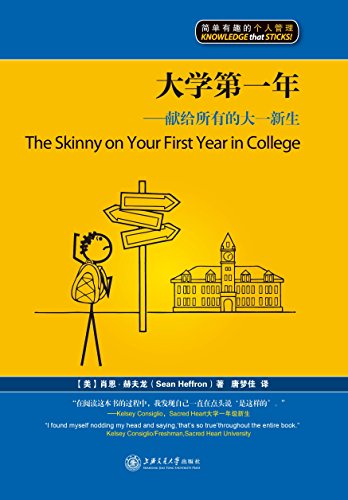 简单有趣的个人管理
KNOWLEDGE that STICKS!
大学第一年
——献给所有的大一新生
The Skinny on Your First Year in College
【美】肖恩·赫夫龙（Sean Heffron）著 唐梦佳 译
“在阅读这本书的过程中，我发现自己一直在点头说‘是这样的’。”
——Kelsey Consiglio，Sacred Heart大学一年级新生
“I found myself nodding my head and saying,‘that's so true’throughout the entire book.”
Kelsey Consiglio/Freshman,Sacred Heart University
上海交通大学出版社
SHANGHAI JIAO TONG UNIVERSITY PRESS